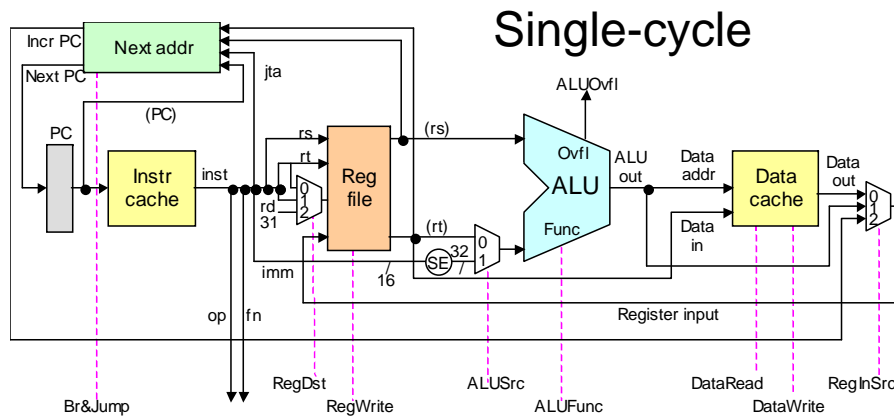 Single-cycle
Incr PC
Next addr
Next PC
jta
(PC)
ALUOvfl
PC
rs
(rs)
rt
Ovfl
ALU
out
Data
addr
Data
out
Instr
cache
inst
Reg
file
ALU
Data
cache
0
1
2
rd
31
(rt)
0
1
Func
Data
in
0
1
2
imm
16
SE
32
Register input
op
fn
RegDst
ALUSrc
DataRead
RegInSrc
Br&Jump
RegWrite
ALUFunc
DataWrite